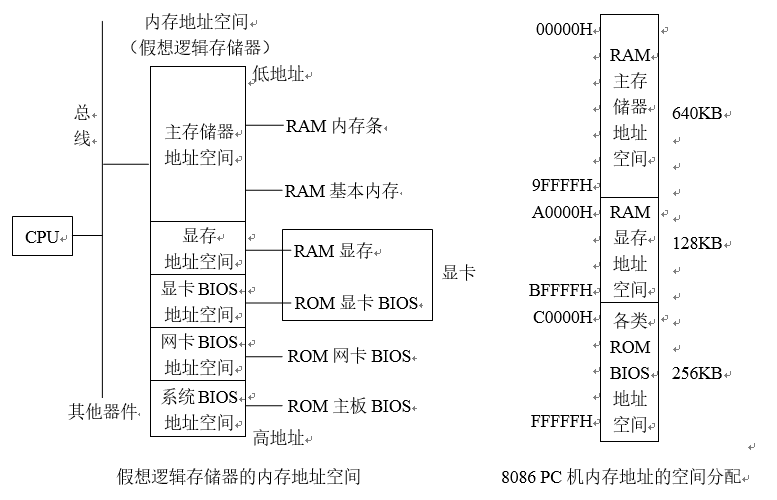 内存地址空间
（假想逻辑存储器）
低地址
总
线
主存储器
地址空间
RAM 内存条
RAM 基本内存
CPU
显存
地址空间
RAM 显存
显卡
显卡 BIOS
地址空间
ROM 显卡 BIOS
网卡 BIOS
地址空间
ROM 网卡 BIOS
系统 BIOS
地址空间
ROM 主板 BIOS
其他器件
高地址
假想逻辑存储器的内存地址空间
00000H
RAM
主存
储器
地址
空间
640KB
9FFFFH
A0000H
RAM
显存
地址
空间
128KB
BFFFFH
C0000H
各类
ROM
BIOS
地址
空间
256KB
FFFFFH
8086 PC 机内存地址的空间分配